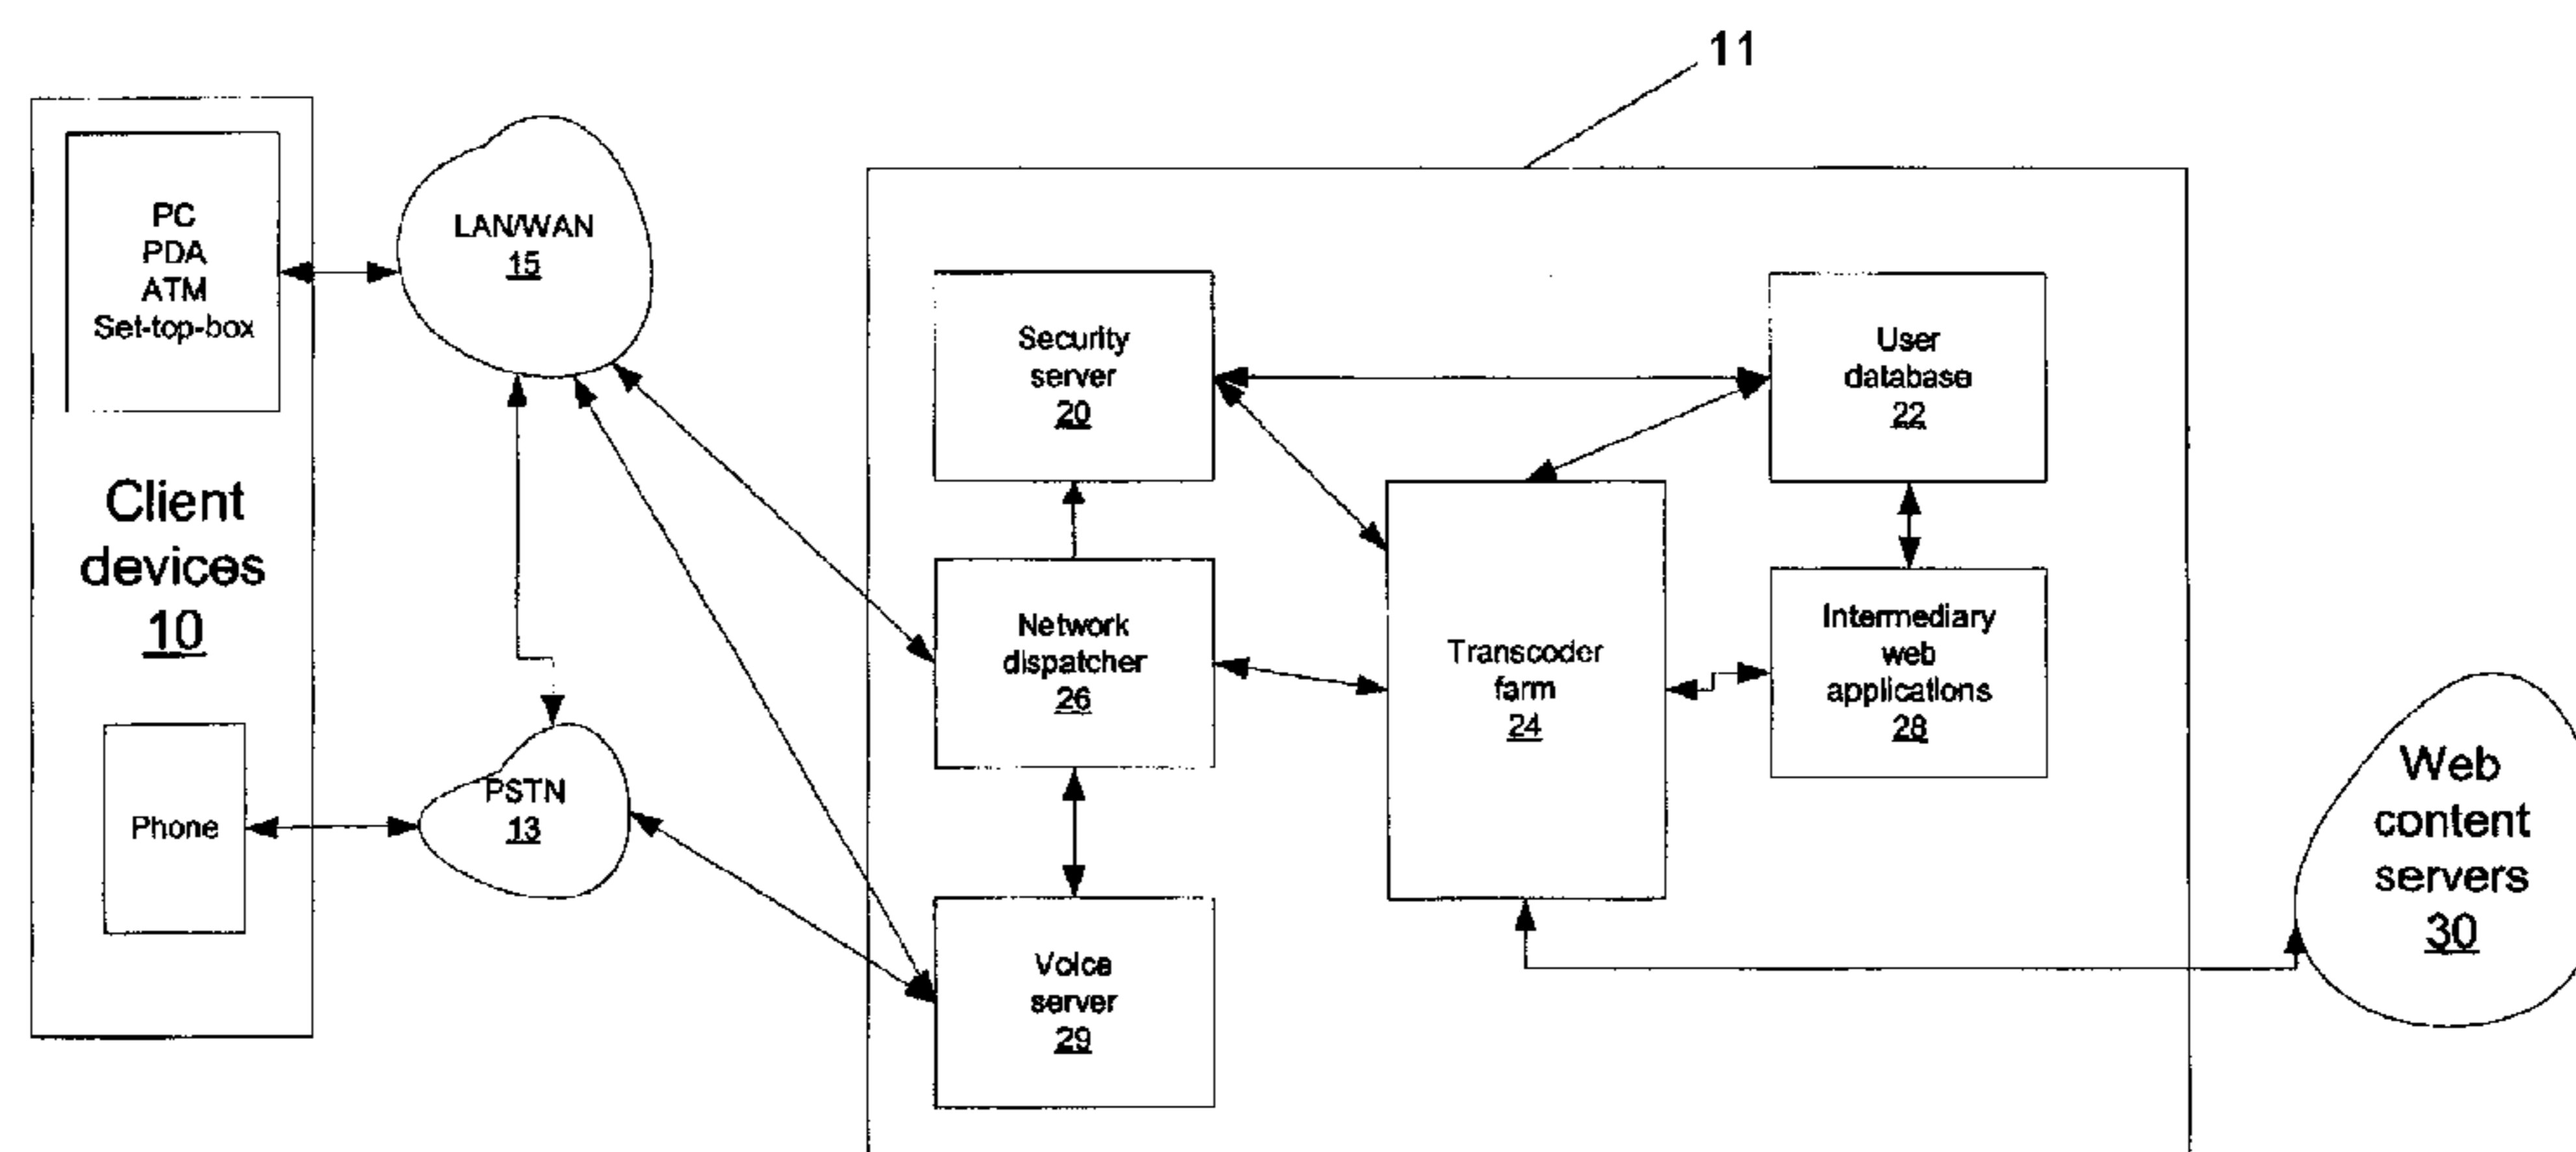 11
PC
PDA
ATM
Set-top-box
Client
devices
10
Phone
LAN/WAN
15
PSTN
13
Security
server
20
User
database
22
Network
dispatcher
26
Transcoder
farm
24
Intermediary
web
applications
28
Voice
server
29
Web
content
servers
30